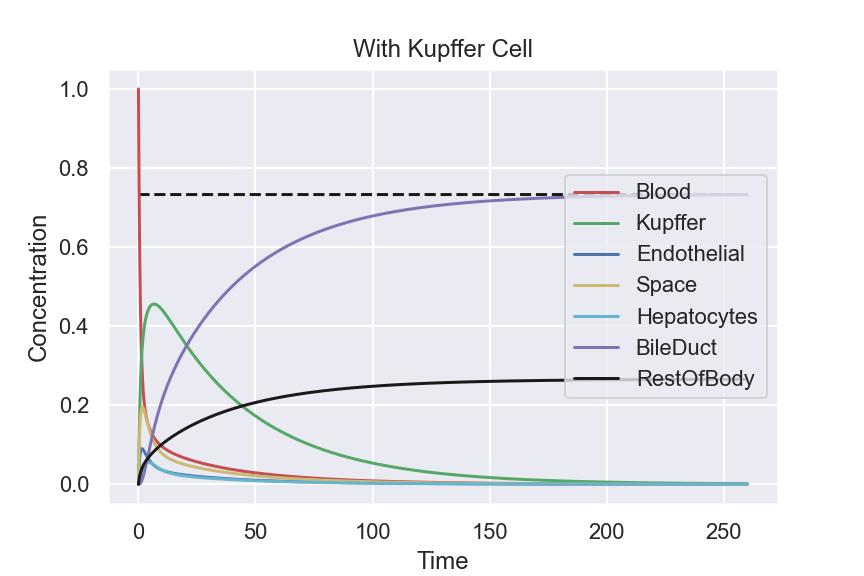 With Kupffer Cell
Concentration
1.0
0.8
0.6
0.4
0.2
0.0
Blood
Kupffer
Endothelial
Space
Hepatocytes
BileDuct
RestOfBody
0 50 100 150 200 250
Time